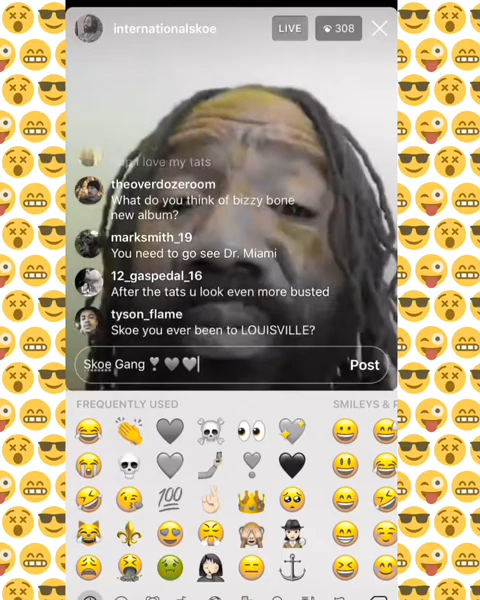 internationalskoe
LIVE
308
I love my tats
theoverdozeroom
What do you think of bizzy bone
new album?
marksmith_19
You need to go see Dr. Miami
12_gaspedal_16
After the tats u look even more busted
tyson_flame
Skoe you ever been to LOUISVILLE?
Skoe Gang
Post
FREQUENTLY USED
SMILEYS &
100